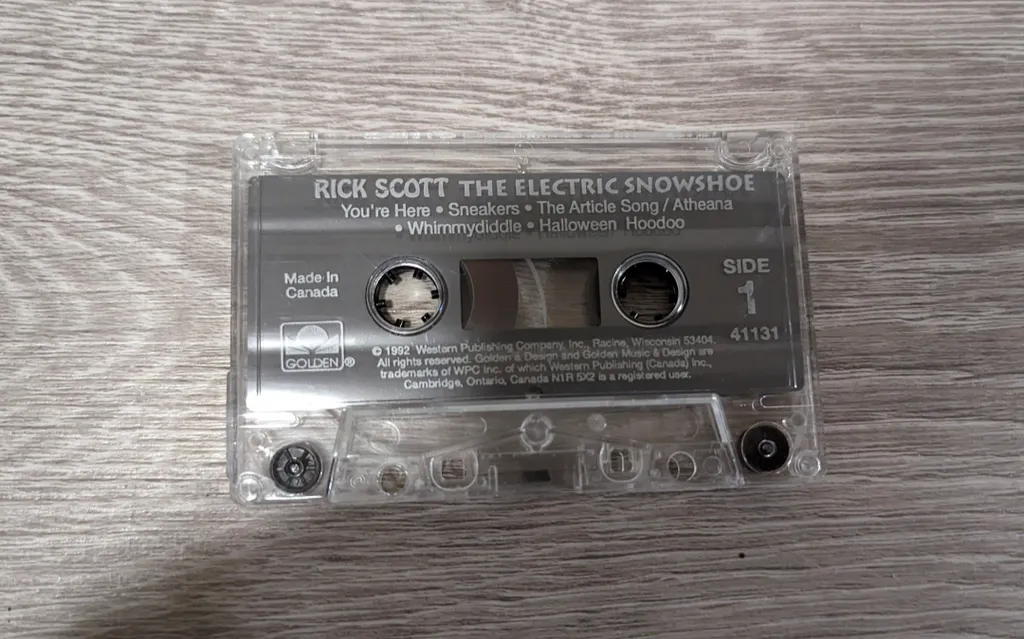 RICK SCOTT THE ELECTRIC SNOWSHOE
You're Here • Sneakers • The Article Song / Atheana
• Whimmydiddle • Halloween Hoodoo
Made In
Canada
SIDE
1
41131
GOLDEN®
© 1992 Western Publishing Company, Inc., Racine, Wisconsin 53404.
All rights reserved. Golden & Design and Golden Music & Design are
trademarks of WPC Inc. of which Western Publishing (Canada) Inc.,
Cambridge, Ontario, Canada N1R 5X2 is a registered user.